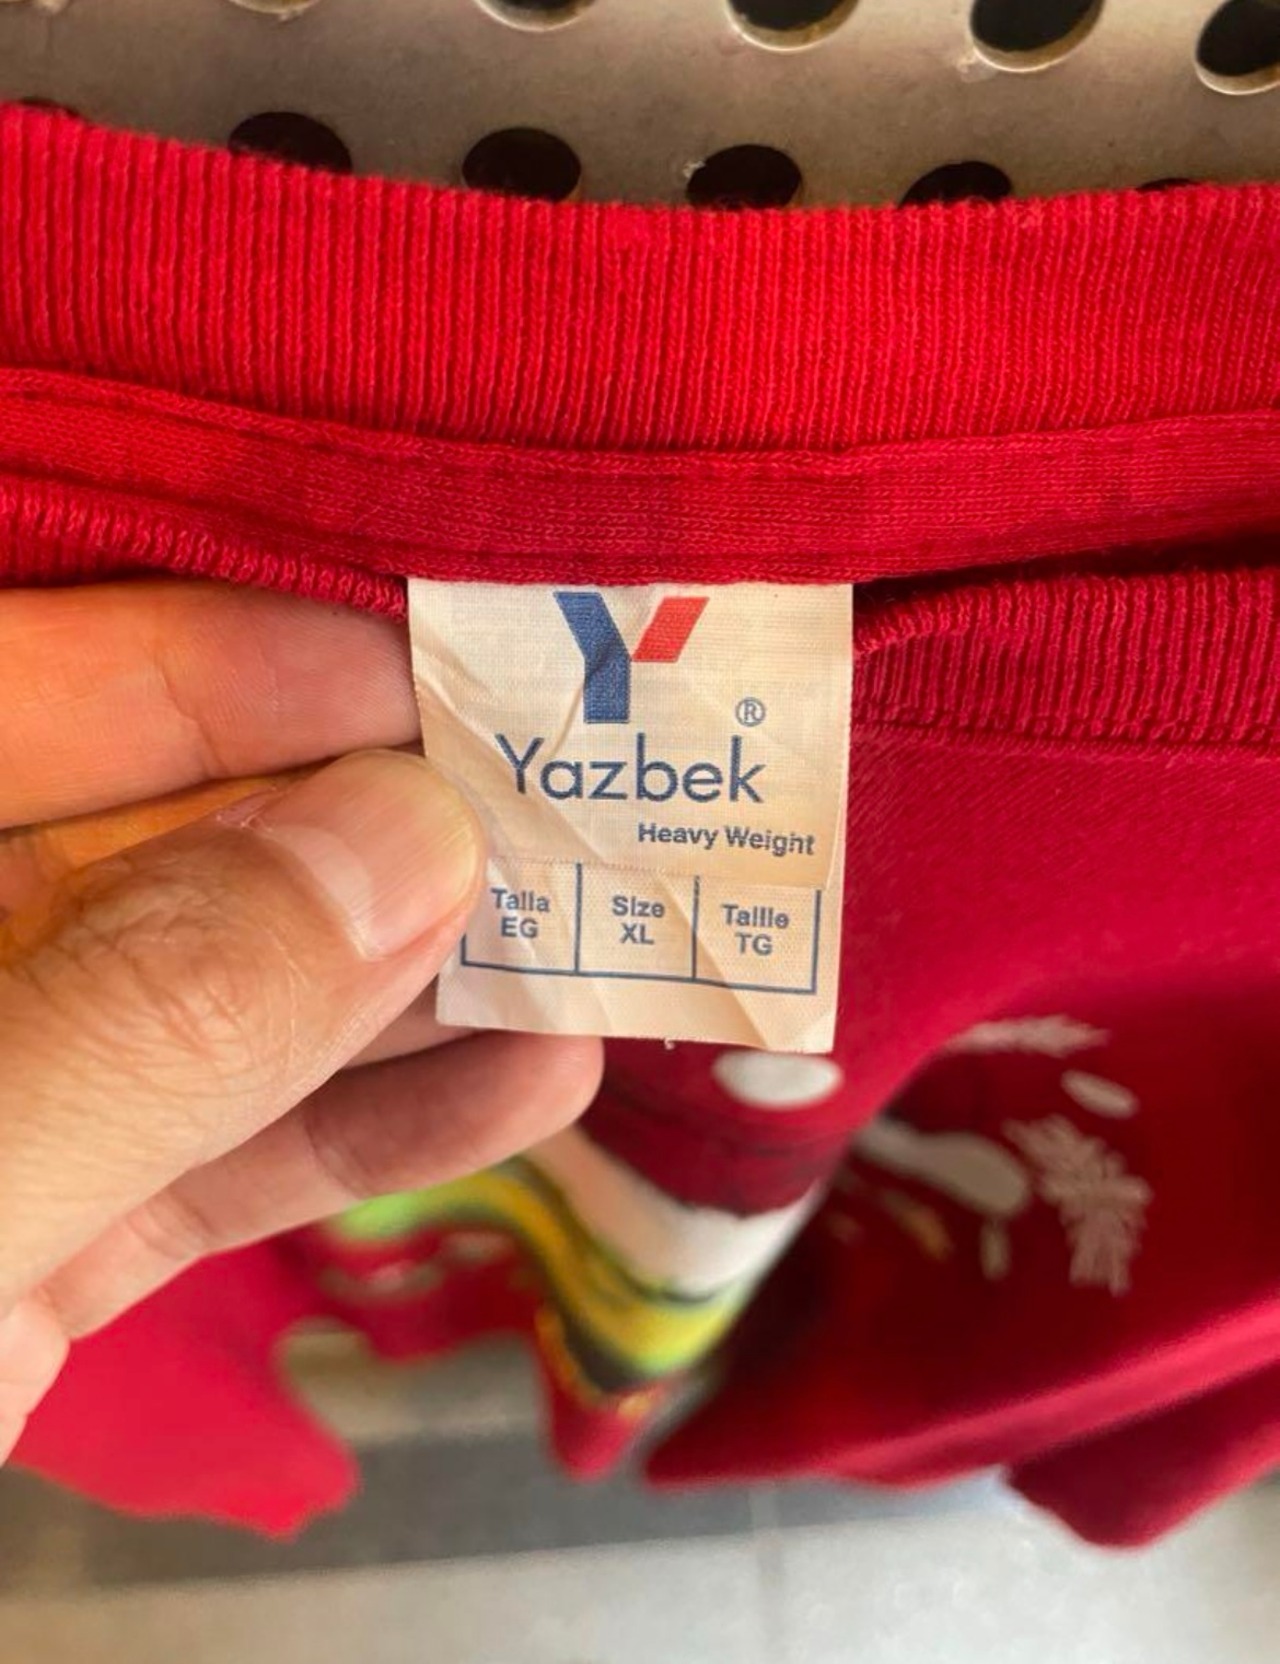 Y
®
Yazbek
Heavy Weight
Talla Size Taille
EG XL TG